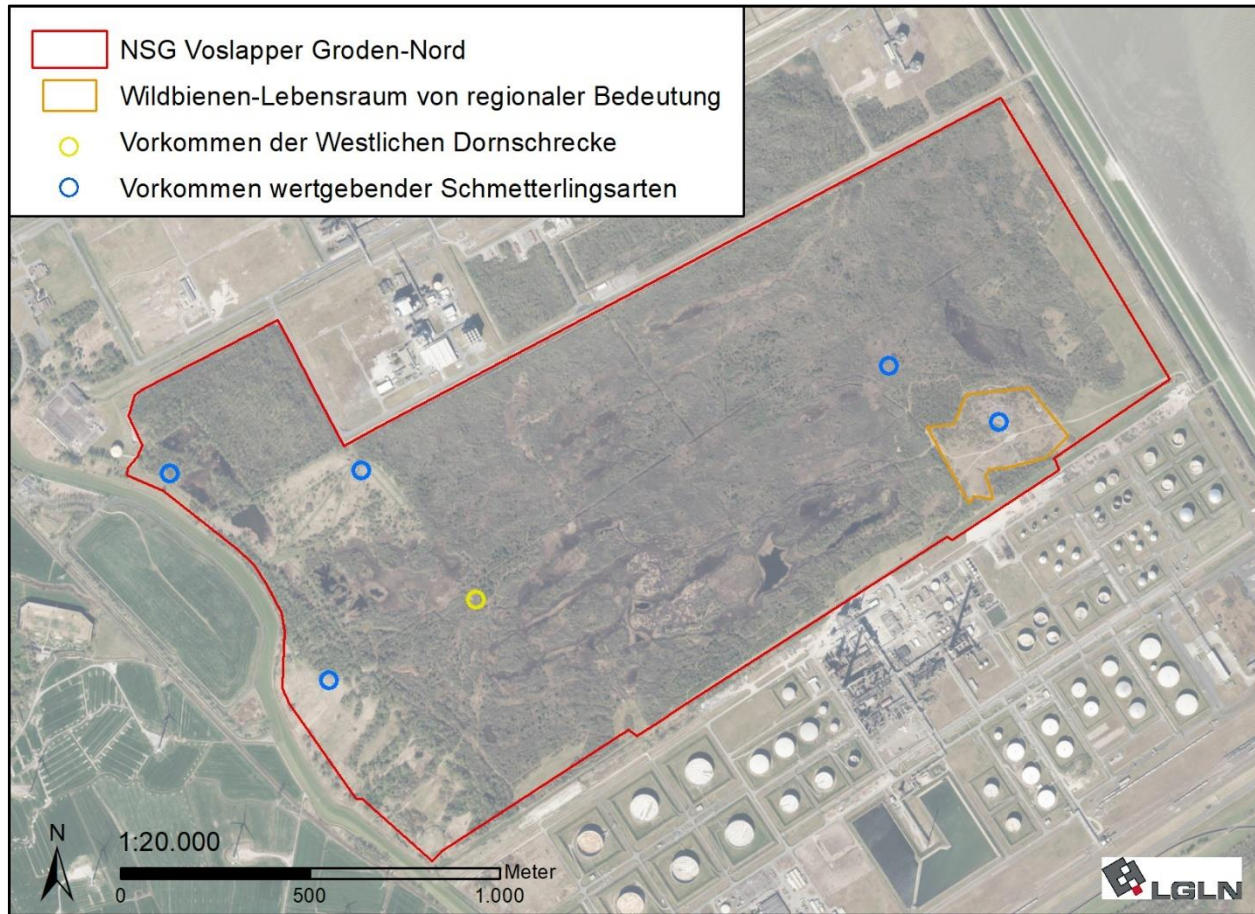 NSG Voslapper Groden-Nord
Wildbienen-Lebensraum von regionaler Bedeutung
Vorkommen der Westlichen Dornschrecke
Vorkommen wertgebender Schmetterlingsarten
N
1:20.000
Meter
0 500 1.000
LGLN